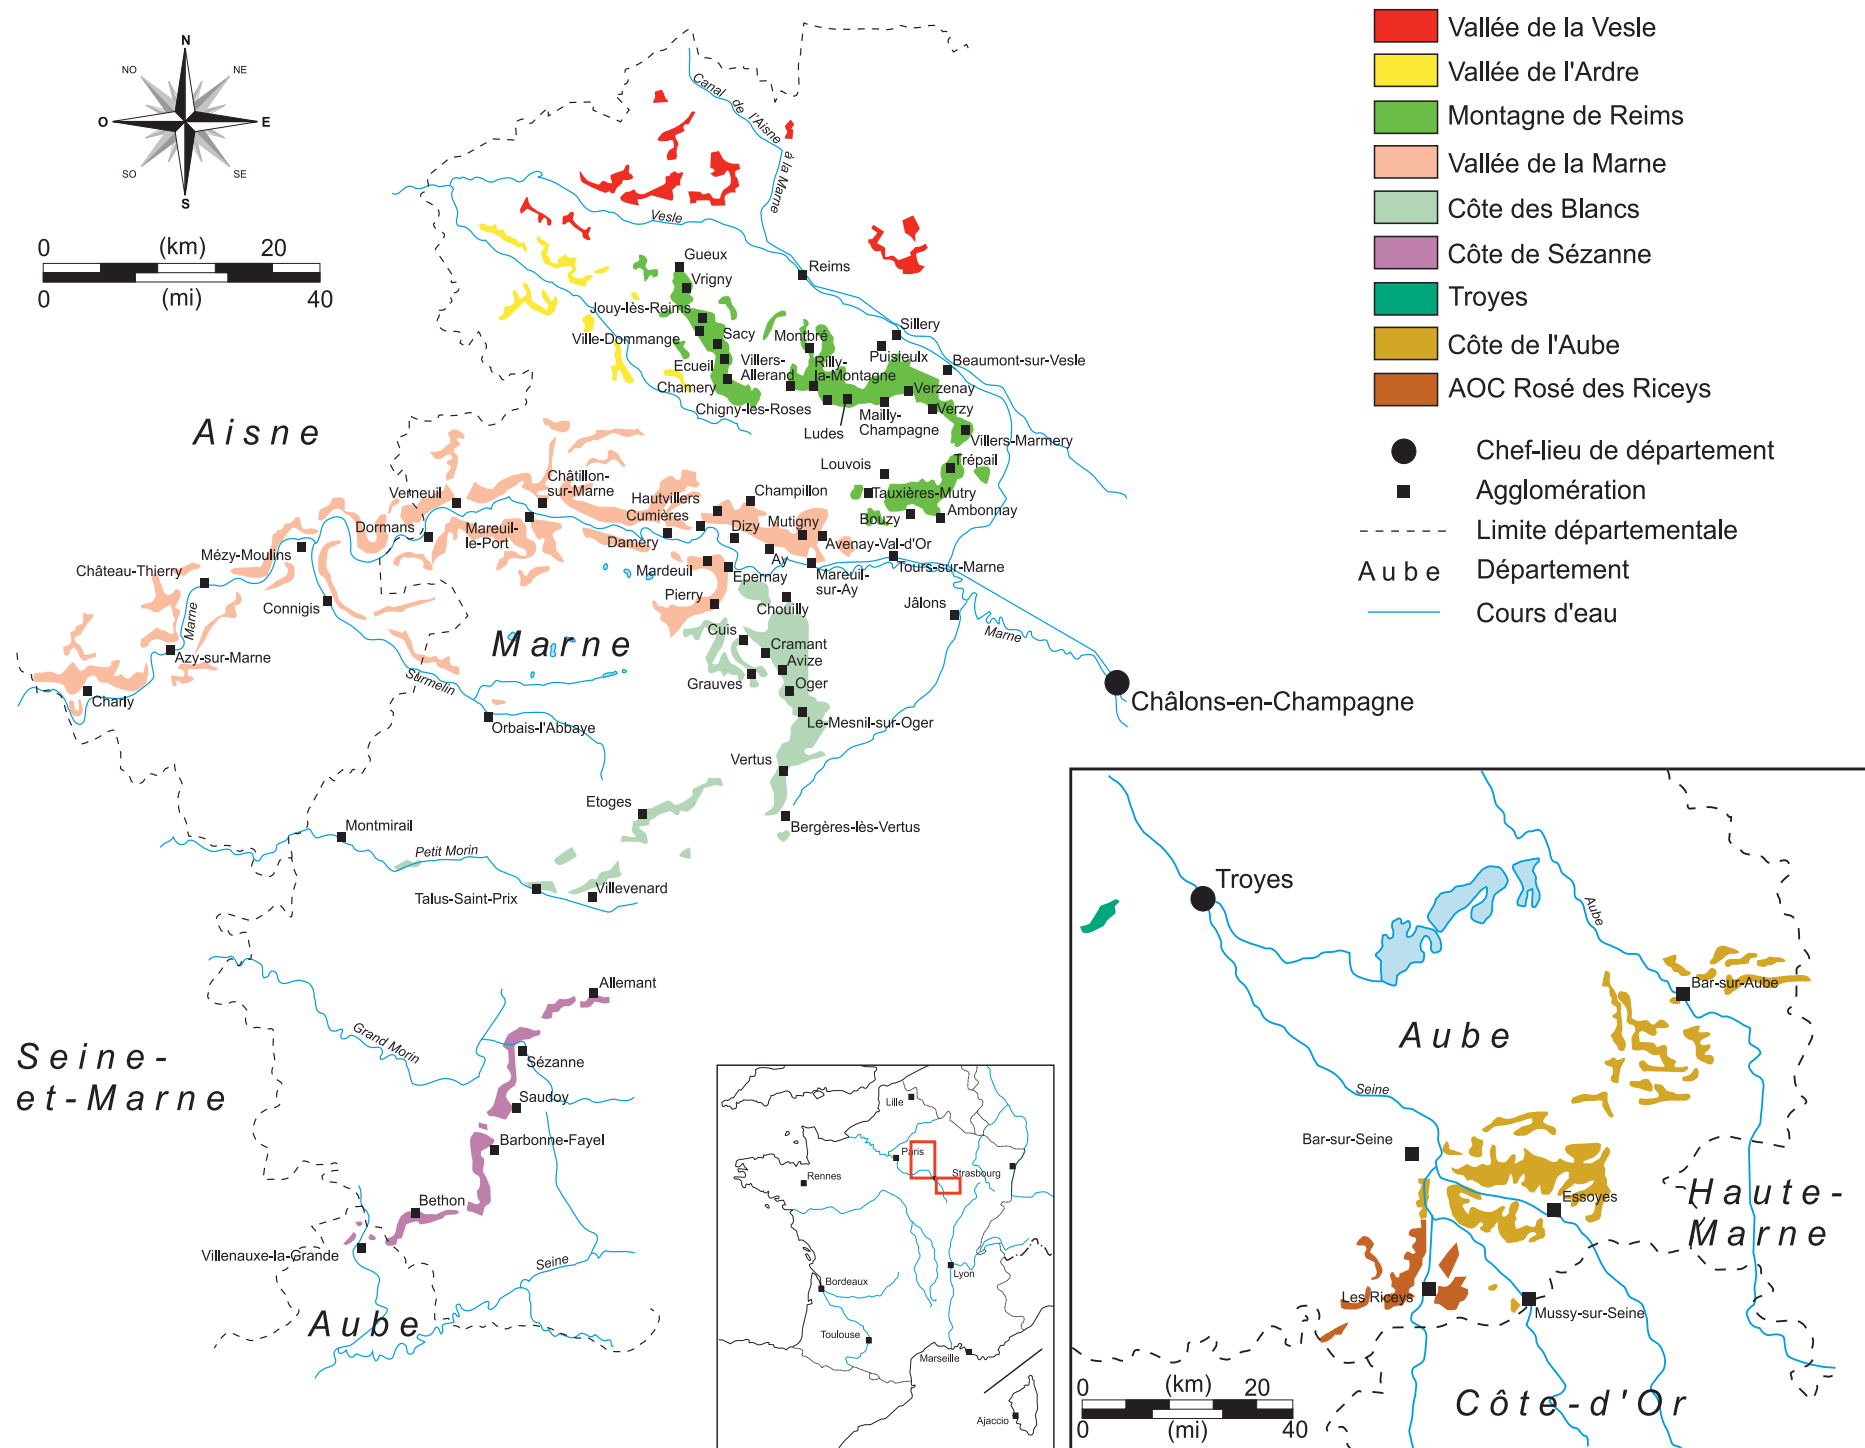 N
NO
NE
O
E
SO
SE
S
0
(km)
20
0
(mi)
40
Vallée de la Vesle
Vallée de l'Ardre
Montagne de Reims
Vallée de la Marne
Côte des Blancs
Côte de Sézanne
Troyes
Côte de l'Aube
AOC Rosé des Riceys
Chef-lieu de département
Agglomération
Limite départementale
Aube
Département
Cours d'eau
Canal de l'Aisne à la Marne
Vesle
Gueux
Reims
Vrigny
Jouy-lès-Reims
Ville-Dommange
Sacy
Montbré
Sillery
Puisieulx
Beaumont-sur-Vesle
Ecueil
Villers-
Allerand
Rilly-
la-Montagne
Chamery
Verzenay
Chigny-les-Roses
Verzy
Mailly-
Champagne
Ludes
Villers-Marmery
Aisne
Louvois
Trépail
Tauxières-Mutry
Bouzy
Ambonnay
Châtillon-
sur-Marne
Verneuil
Hautvillers
Champillon
Cumières
Dizy
Mutigny
Dormans
Mareuil-
le-Port
Damery
Avenay-Val-d'Or
Ay
Mézy-Moulins
Château-Thierry
Mardeuil
Epernay
Mareuil-
sur-Ay
Tours-sur-Marne
Connigis
Pierry
Chouilly
Jâlons
Marne
Marne
Marne
Cuis
Cramant
Azy-sur-Marne
Avize
Surmelin
Grauves
Oger
Charly
Châlons-en-Champagne
Orbais-l'Abbaye
Le-Mesnil-sur-Oger
Vertus
Etoges
Bergères-lès-Vertus
Montmirail
Petit Morin
Talus-Saint-Prix
Villevenard
Allemant
Grand Morin
Sézanne
Seine-
et-Marne
Saudoy
Barbonne-Fayel
Bethon
Villenauxe-la-Grande
Seine
Aube
Lille
Paris
Strasbourg
Rennes
Lyon
Bordeaux
Toulouse
Marseille
Ajaccio
Troyes
Aube
Bar-sur-Aube
Aube
Seine
Bar-sur-Seine
Essoyes
Haute-
Marne
Les Riceys
Mussy-sur-Seine
Côte-d'Or
0
(km)
20
0
(mi)
40